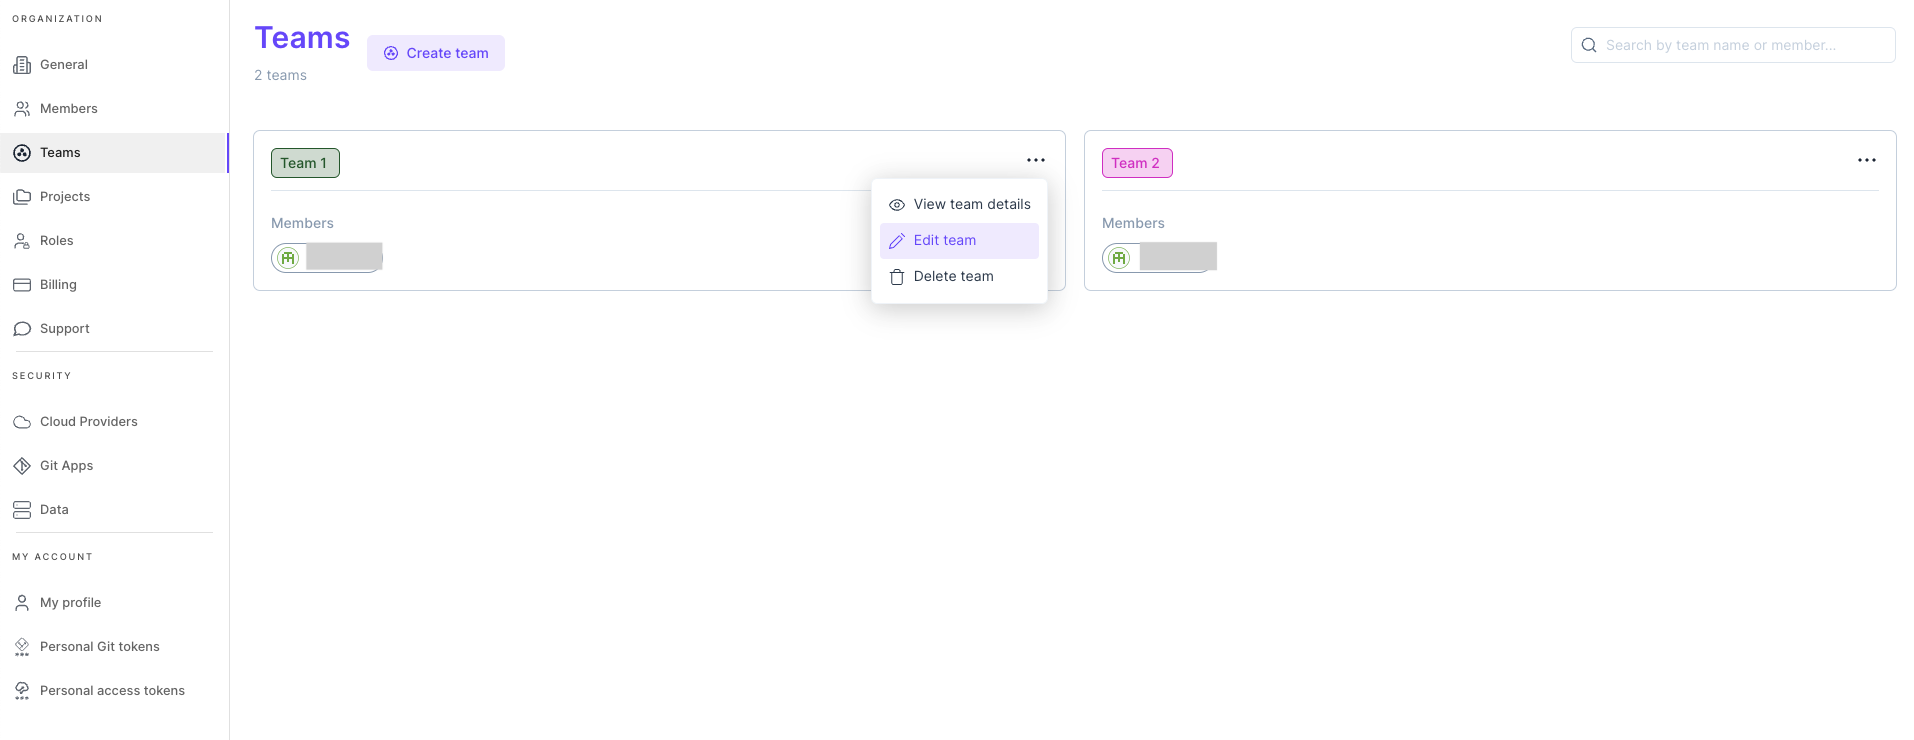 ORGANIZATION
General
Members
Teams
Projects
Roles
Billing
Support
SECURITY
Cloud Providers
Git Apps
Data
MY ACCOUNT
My profile
Personal Git tokens
Personal access tokens
Teams
Create team
2 teams
Search by team name or member...
Team 1
Members
View team details
Edit team
Delete team
Team 2
Members